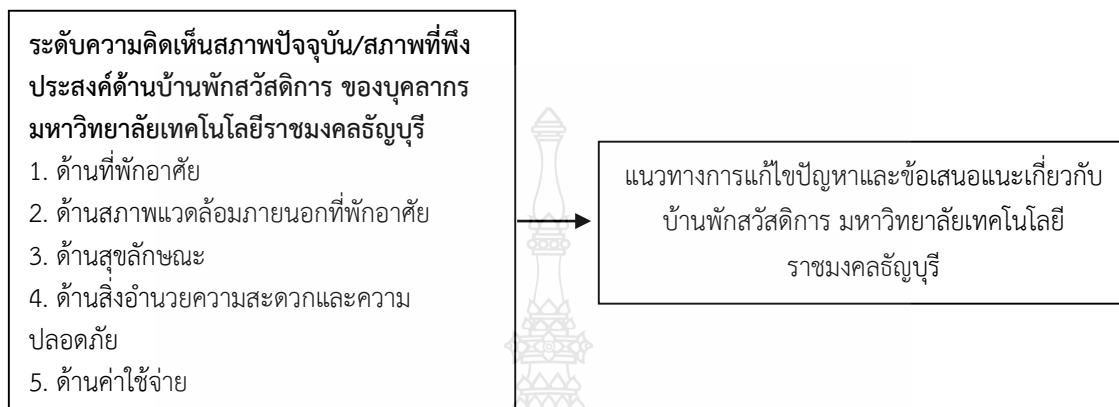 ระดับความคิดเห็นสภาพปัจจุบัน/สภาพที่พึง
ประสงค์ด้านบ้านพักสวัสดิการ ของบุคลากร
มหาวิทยาลัยเทคโนโลยีราชมงคลธัญบุรี
1. ด้านที่พักอาศัย
2. ด้านสภาพแวดล้อมภายนอกที่พักอาศัย
3. ด้านสุขลักษณะ
4. ด้านสิ่งอำนวยความสะดวกและความ
ปลอดภัย
5. ด้านค่าใช้จ่าย
แนวทางการแก้ไขปัญหาและข้อเสนอแนะเกี่ยวกับ
บ้านพักสวัสดิการ มหาวิทยาลัยเทคโนโลยี
ราชมงคลธัญบุรี